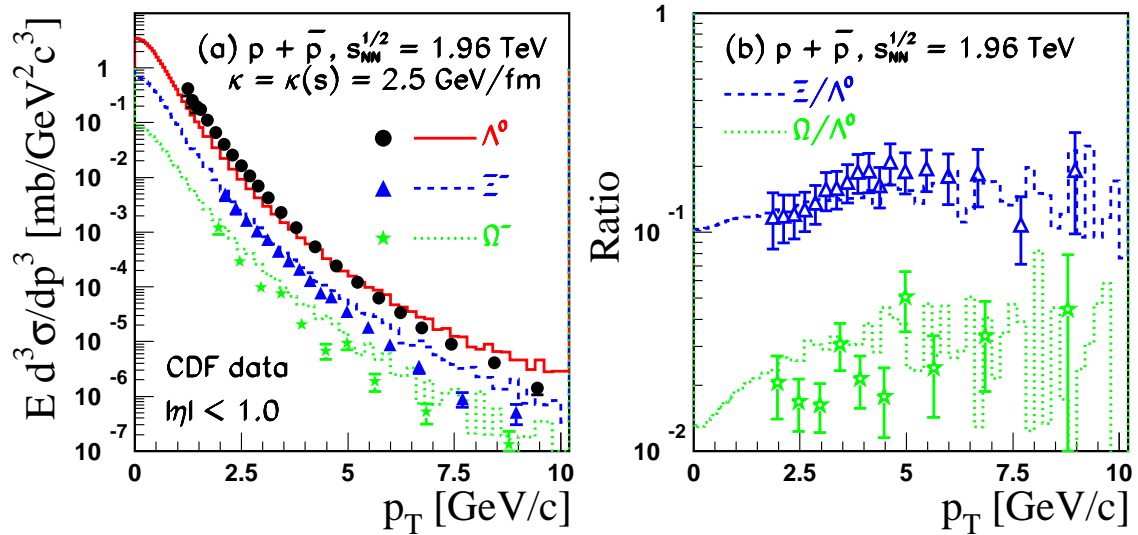 E d³σ/dp³ [mb/GeV²c³]
1
10⁻¹
10⁻²
10⁻³
10⁻⁴
10⁻⁵
10⁻⁶
10⁻⁷
(a) p + p̅, s_NN^1/2 = 1.96 TeV
κ = κ(s) = 2.5 GeV/fm
Λ⁰
Ξ⁻
Ω⁻
CDF data
|η| < 1.0
0 2.5 5 7.5 10
p_T [GeV/c]
Ratio
1
10⁻¹
10⁻²
(b) p + p̅, s_NN^1/2 = 1.96 TeV
Ξ/Λ⁰
Ω/Λ⁰
0 2.5 5 7.5 10
p_T [GeV/c]